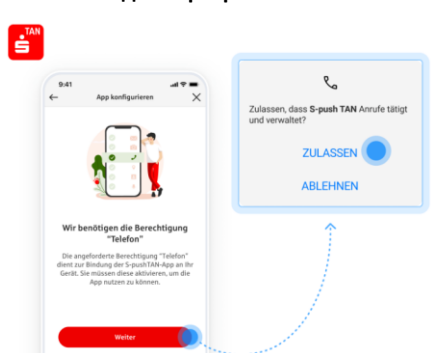 TAN
9:41
App konfigurieren
Wir benötigen die Berechtigung
"Telefon"
Die angeforderte Berechtigung "Telefon"
dient zur Bindung der S-pushTAN-App an Ihr
Gerät. Sie müssen diese aktivieren, um die
App nutzen zu können.
Weiter
Zulassen, dass S-push TAN Anrufe tätigt
und verwaltet?
ZULASSEN
ABLEHNEN